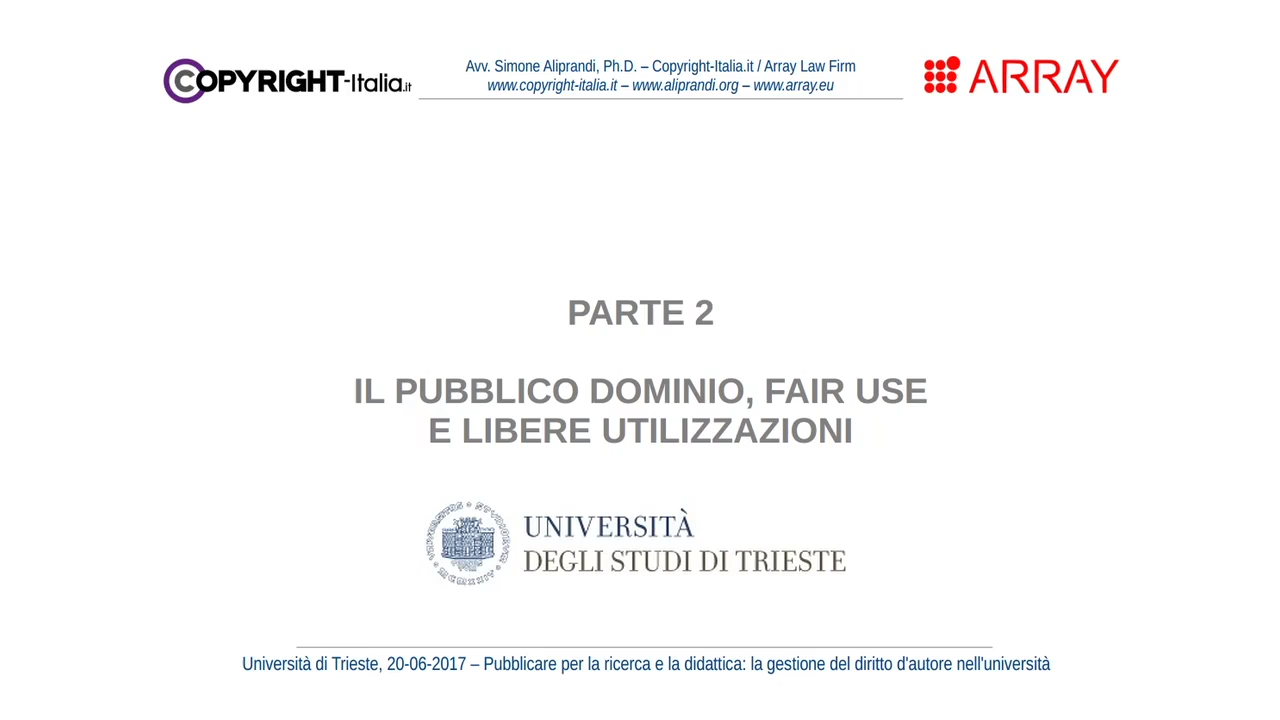 COPYRIGHT-Italia.it
Avv. Simone Aliprandi, Ph.D. – Copyright-Italia.it / Array Law Firm
www.copyright-italia.it – www.aliprandi.org – www.array.eu
ARRAY
PARTE 2
IL PUBBLICO DOMINIO, FAIR USE
E LIBERE UTILIZZAZIONI
UNIVERSITÀ
DEGLI STUDI DI TRIESTE
Università di Trieste, 20-06-2017 – Pubblicare per la ricerca e la didattica: la gestione del diritto d'autore nell'università